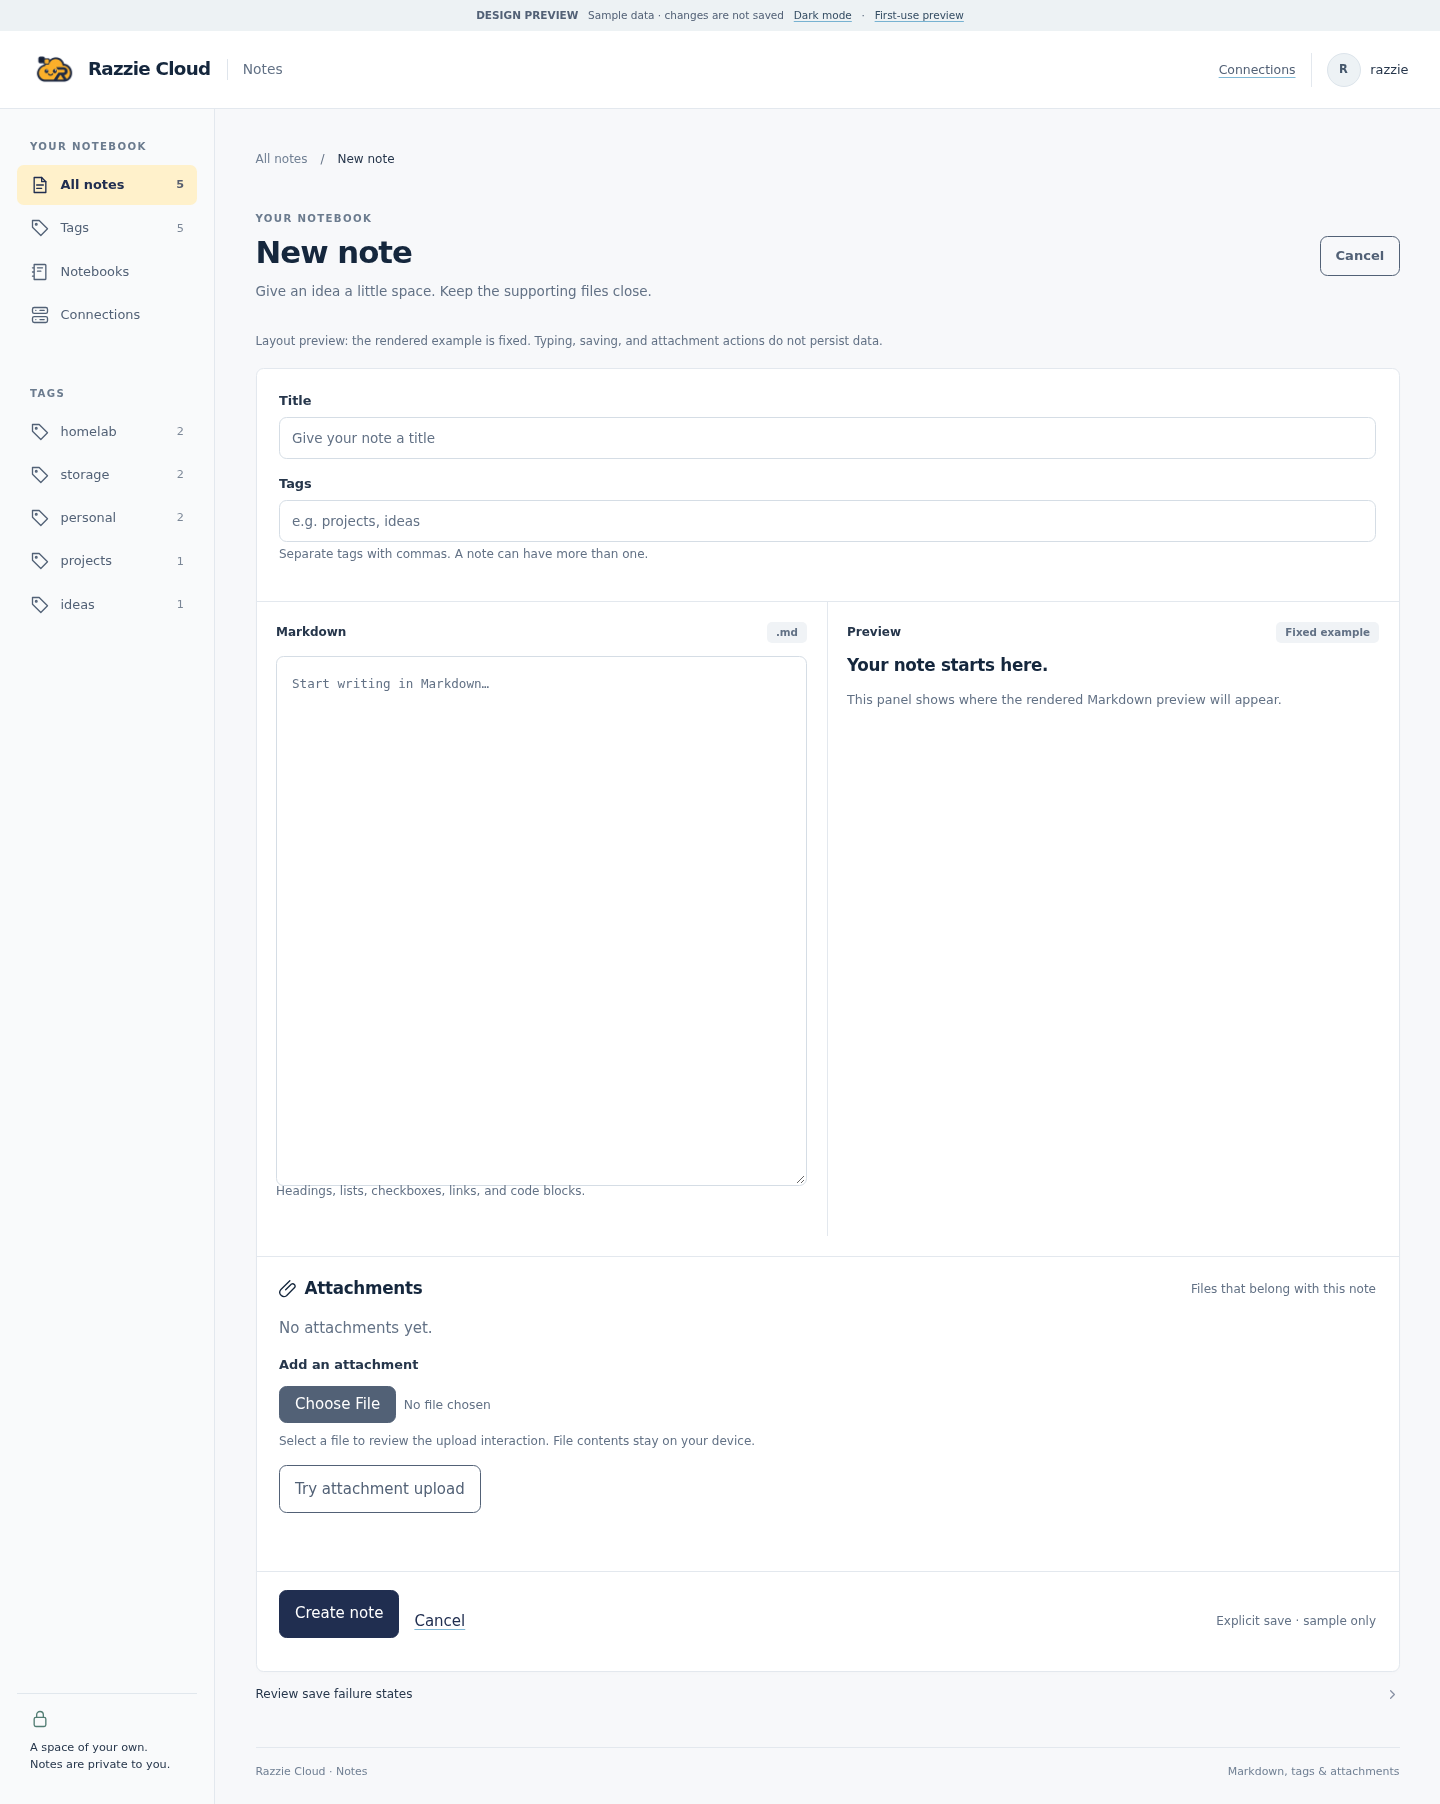 DESIGN PREVIEW Sample data · changes are not saved Dark mode · First-use preview
Razzie Cloud Notes
Connections R razzie
YOUR NOTEBOOK
All notes 5
Tags 5
Notebooks
Connections
TAGS
homelab 2
storage 2
personal 2
projects 1
ideas 1
A space of your own.
Notes are private to you.
All notes / New note
YOUR NOTEBOOK
New note
Cancel
Give an idea a little space. Keep the supporting files close.
Layout preview: the rendered example is fixed. Typing, saving, and attachment actions do not persist data.
Title
Give your note a title
Tags
e.g. projects, ideas
Separate tags with commas. A note can have more than one.
Markdown .md
Start writing in Markdown…
Headings, lists, checkboxes, links, and code blocks.
Preview Fixed example
Your note starts here.
This panel shows where the rendered Markdown preview will appear.
Attachments Files that belong with this note
No attachments yet.
Add an attachment
Choose File No file chosen
Select a file to review the upload interaction. File contents stay on your device.
Try attachment upload
Create note Cancel Explicit save · sample only
Review save failure states
Razzie Cloud · Notes Markdown, tags & attachments